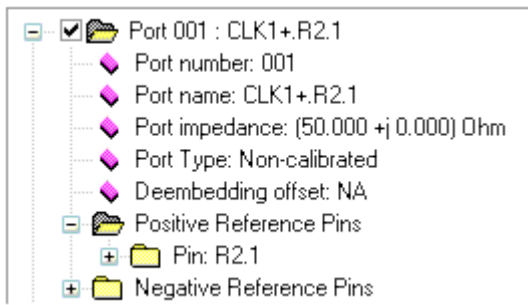 Port 001 : CLK1+.R2.1
Port number: 001
Port name: CLK1+.R2.1
Port impedance: (50.000 +j 0.000) Ohm
Port Type: Non-calibrated
Deembedding offset: NA
Positive Reference Pins
Pin: R2.1
Negative Reference Pins